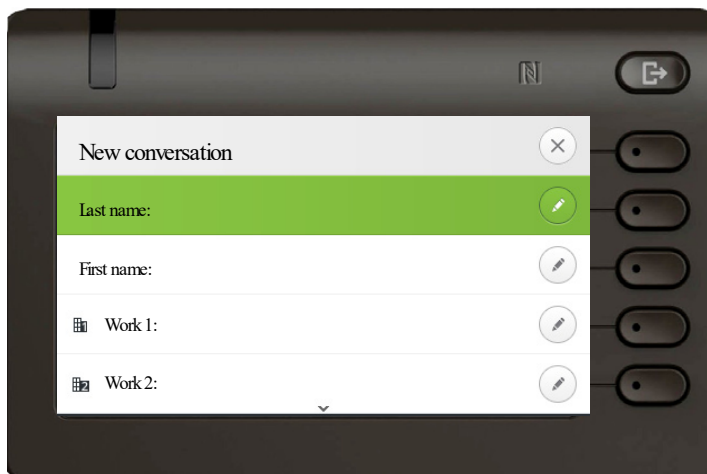 New conversation
Last name:
First name:
Work 1:
Work 2: